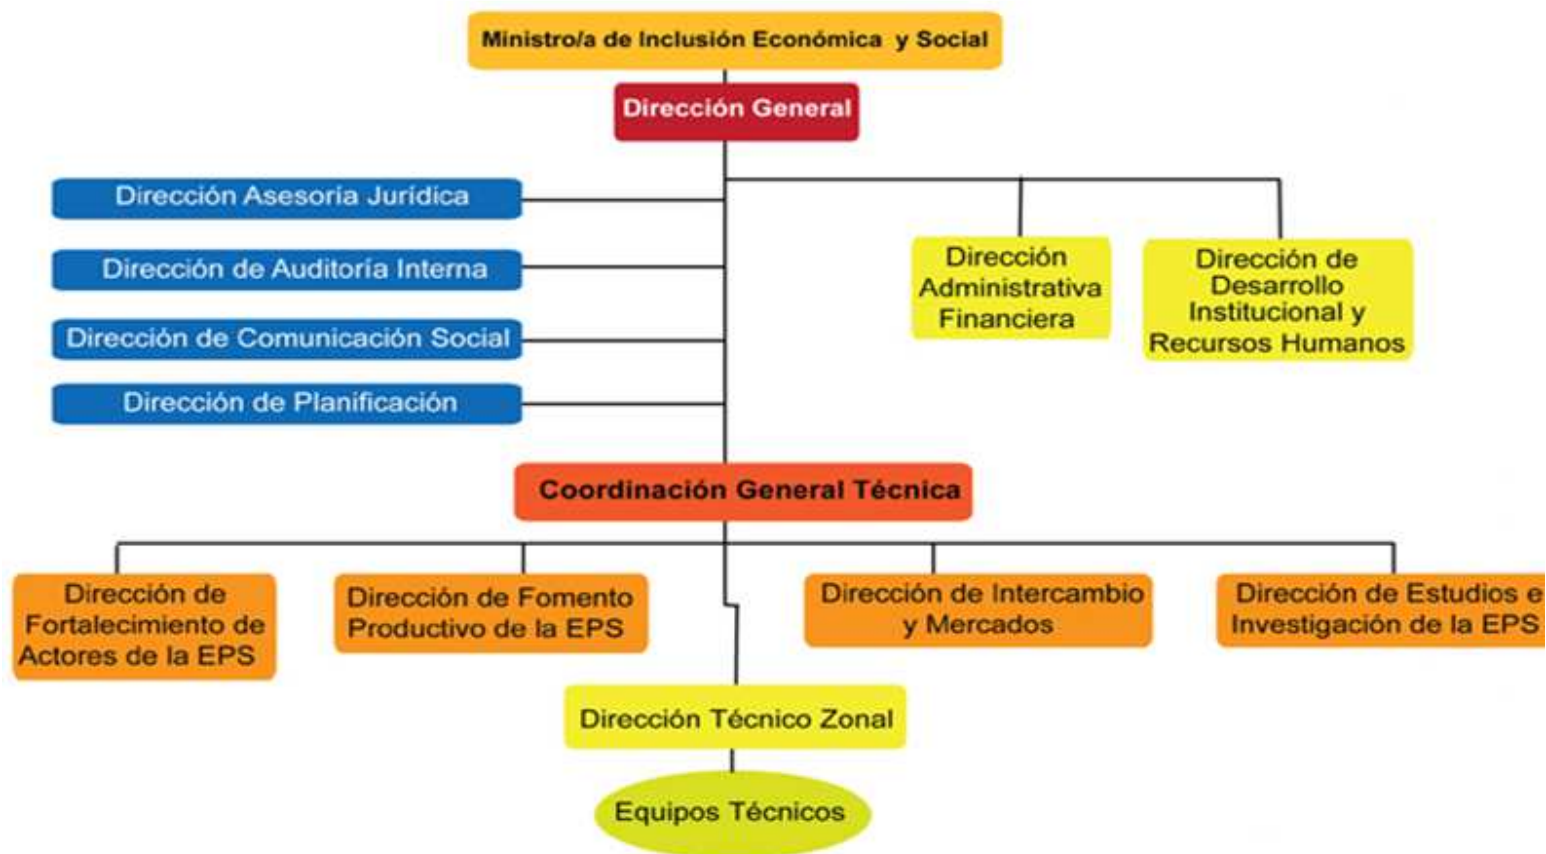 Ministro/a de Inclusión Económica y Social
Dirección General
Dirección Asesoría Jurídica
Dirección de Auditoría Interna
Dirección de Comunicación Social
Dirección de Planificación
Dirección
Administrativa
Financiera
Dirección de
Desarrollo
Institucional y
Recursos Humanos
Coordinación General Técnica
Dirección de
Fortalecimiento de
Actores de la EPS
Dirección de Fomento
Productivo de la EPS
Dirección de Intercambio
y Mercados
Dirección de Estudios e
Investigación de la EPS
Dirección Técnico Zonal
Equipos Técnicos